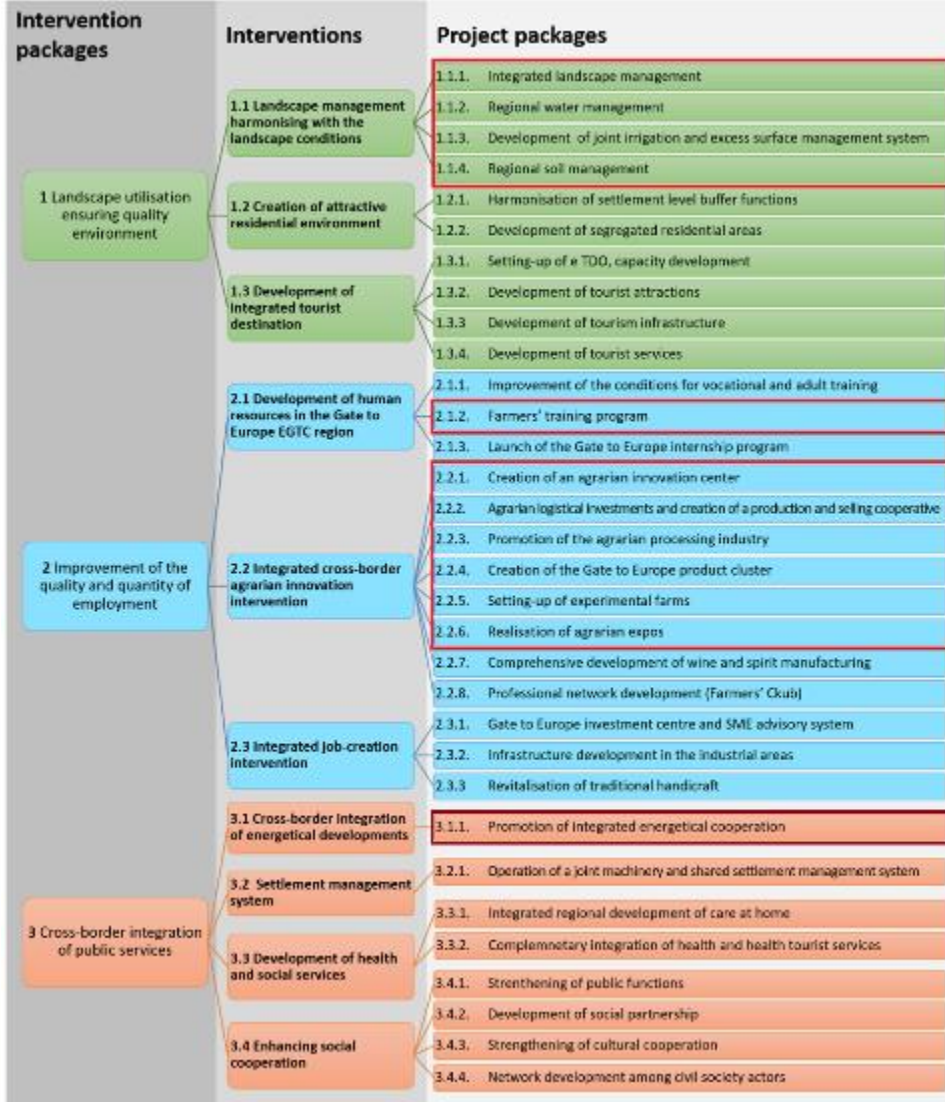 Intervention
packages
Interventions
Project packages
1 Landscape utilisation
ensuring quality
environment
1.1 Landscape management
harmonising with the
landscape conditions
1.1.1. Integrated landscape management
1.1.2. Regional water management
1.1.3. Development of joint irrigation and excess surface management system
1.1.4. Regional soil management
1.2 Creation of attractive
residential environment
1.2.1. Harmonisation of settlement level buffer functions
1.2.2. Development of segregated residential areas
1.3 Development of
integrated tourist
destination
1.3.1. Setting-up of e TDO, capacity development
1.3.2. Development of tourist attractions
1.3.3 Development of tourism infrastructure
1.3.4. Development of tourist services
2 Improvement of the
quality and quantity of
employment
2.1 Development of human
resources in the Gate to
Europe EGTC region
2.1.1. Improvement of the conditions for vocational and adult training
2.1.2. Farmers' training program
2.1.3. Launch of the Gate to Europe internship program
2.2 Integrated cross-border
agrarian innovation
intervention
2.2.1. Creation of an agrarian innovation center
2.2.2. Agrarian logistical investments and creation of a production and selling cooperative
2.2.3. Promotion of the agrarian processing industry
2.2.4. Creation of the Gate to Europe product cluster
2.2.5. Setting-up of experimental farms
2.2.6. Realisation of agrarian expos
2.2.7. Comprehensive development of wine and spirit manufacturing
2.2.8. Professional network development (Farmers' Ckub)
2.3 Integrated job-creation
intervention
2.3.1. Gate to Europe investment centre and SME advisory system
2.3.2. Infrastructure development in the industrial areas
2.3.3 Revitalisation of traditional handicraft
3 Cross-border integration
of public services
3.1 Cross-border integration
of energetical developments
3.1.1. Promotion of integrated energetical cooperation
3.2 Settlement management
system
3.2.1. Operation of a joint machinery and shared settlement management system
3.3 Development of health
and social services
3.3.1. Integrated regional development of care at home
3.3.2. Complemnetary integration of health and health tourist services
3.4 Enhancing social
cooperation
3.4.1. Strenthening of public functions
3.4.2. Development of social partnership
3.4.3. Strengthening of cultural cooperation
3.4.4. Network development among civil society actors